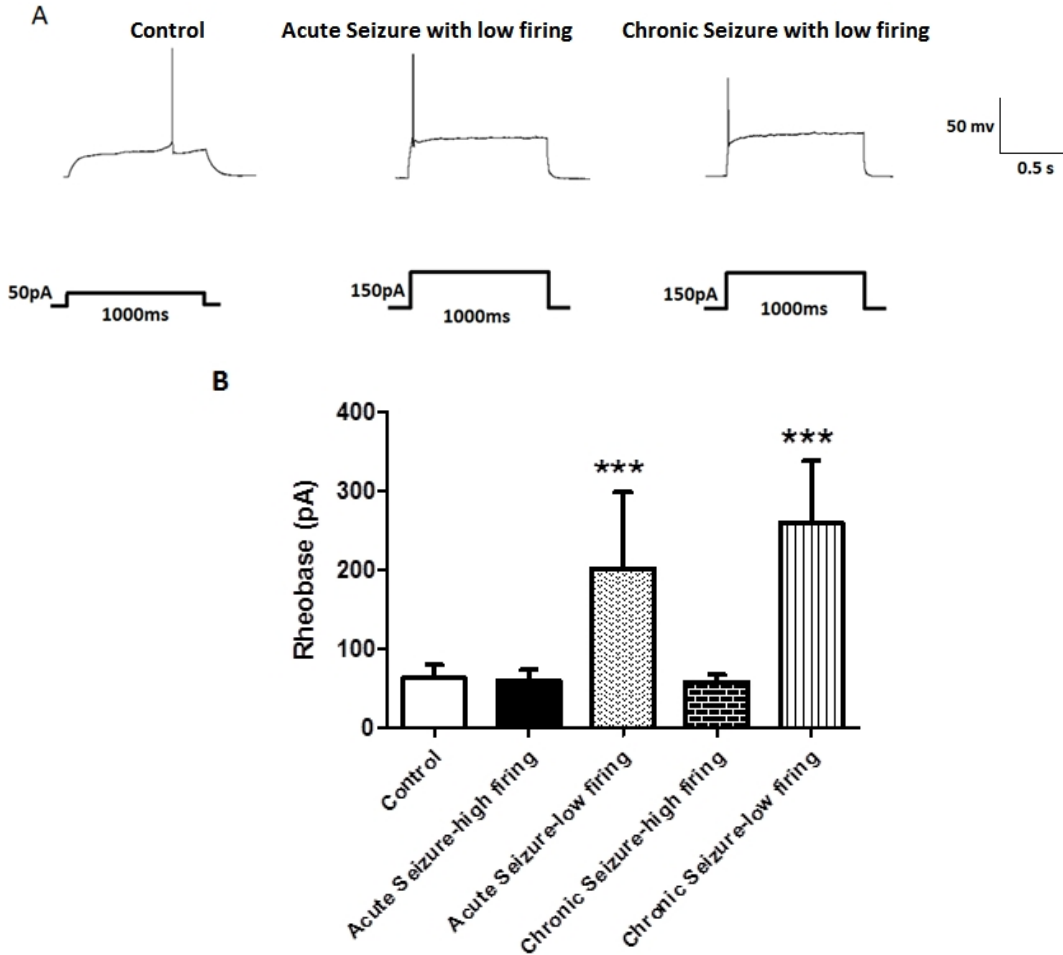 A
Control
Acute Seizure with low firing
Chronic Seizure with low firing
50 mv
0.5 s
50pA
1000ms
150pA
1000ms
150pA
1000ms
B
Rheobase (pA)
400
300
200
100
0
***
***
Control
Acute Seizure-high firing
Acute Seizure-low firing
Chronic Seizure-high firing
Chronic Seizure-low firing